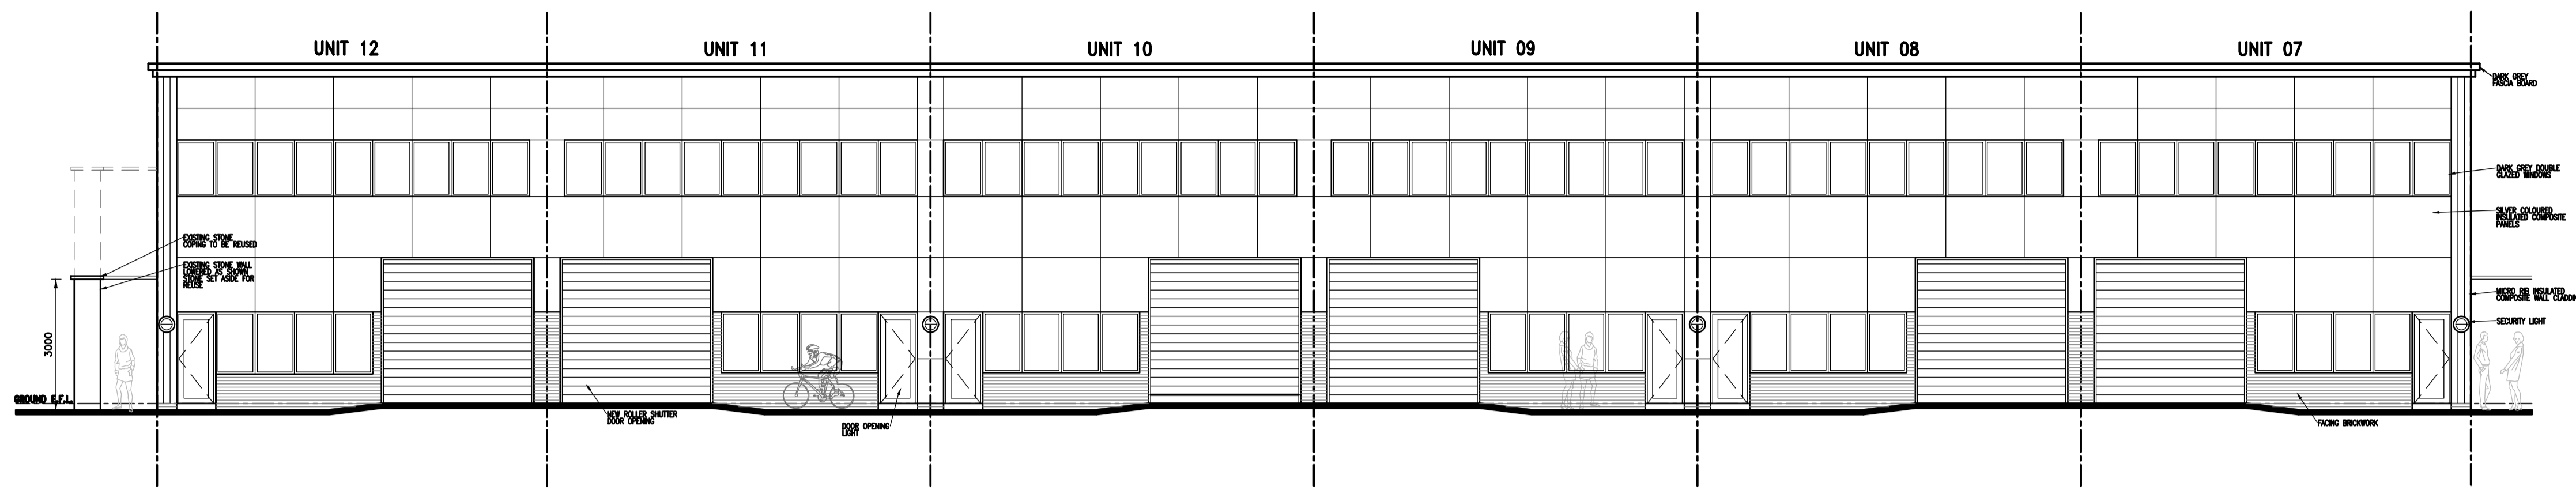 UNIT 12
UNIT 11
UNIT 10
UNIT 09
UNIT 08
UNIT 07
DARK GREY
FASCIA BOARD
DARK GREY DOUBLE
GLAZED WINDOWS
SILVER COLOURED
INSULATED COMPOSITE
PANELS
EXISTING STONE
COPING TO BE REUSED
EXISTING STONE WALL
LOWERED AS SHOWN
STONE SET ASIDE FOR
REUSE
MICRO RIB INSULATED
COMPOSITE WALL CLADDIN
SECURITY LIGHT
3000
GROUND F.F.L.
NEW ROLLER SHUTTER
DOOR OPENING
DOOR OPENING
LIGHT
FACING BRICKWORK